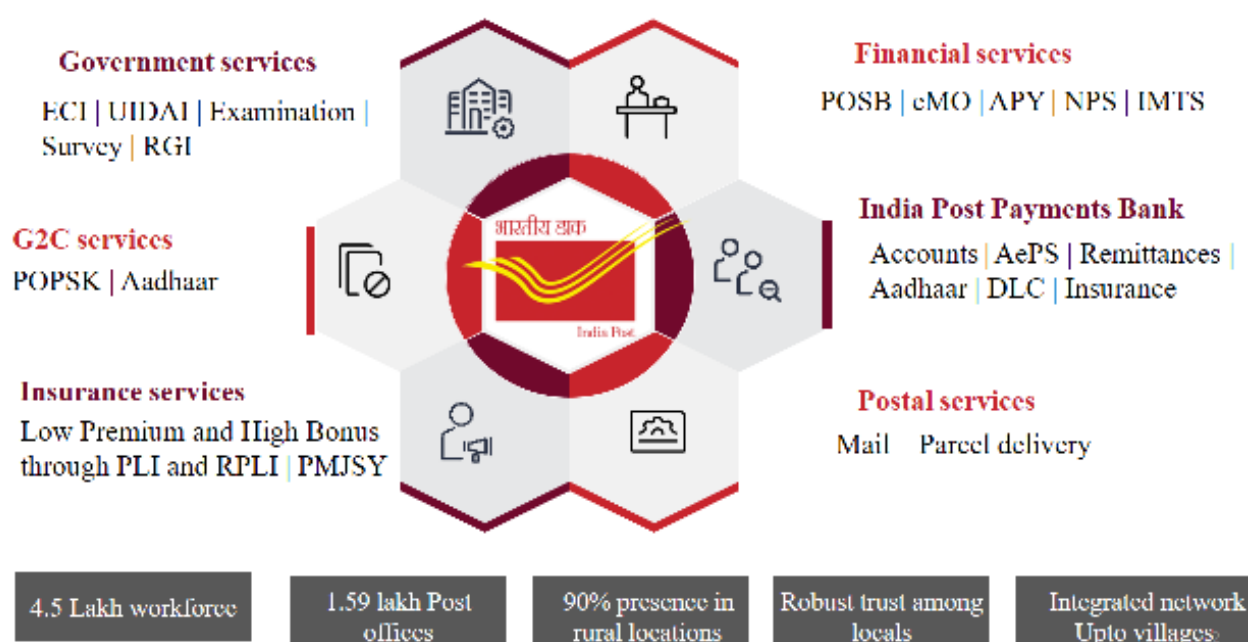 Government services
ECI | UIDAI | Examination |
Survey | RGI
Financial services
POSB | eMO | APY | NPS | IMTS
G2C services
POPSK | Aadhaar
भारतीय डाक
India Post
India Post Payments Bank
Accounts | AePS | Remittances |
Aadhaar | DLC | Insurance
Insurance services
Low Premium and High Bonus
through PLI and RPLI | PMJSY
Postal services
Mail Parcel delivery
4.5 Lakh workforce
1.59 lakh Post
offices
90% presence in
rural locations
Robust trust among
locals
Integrated network
Upto villages